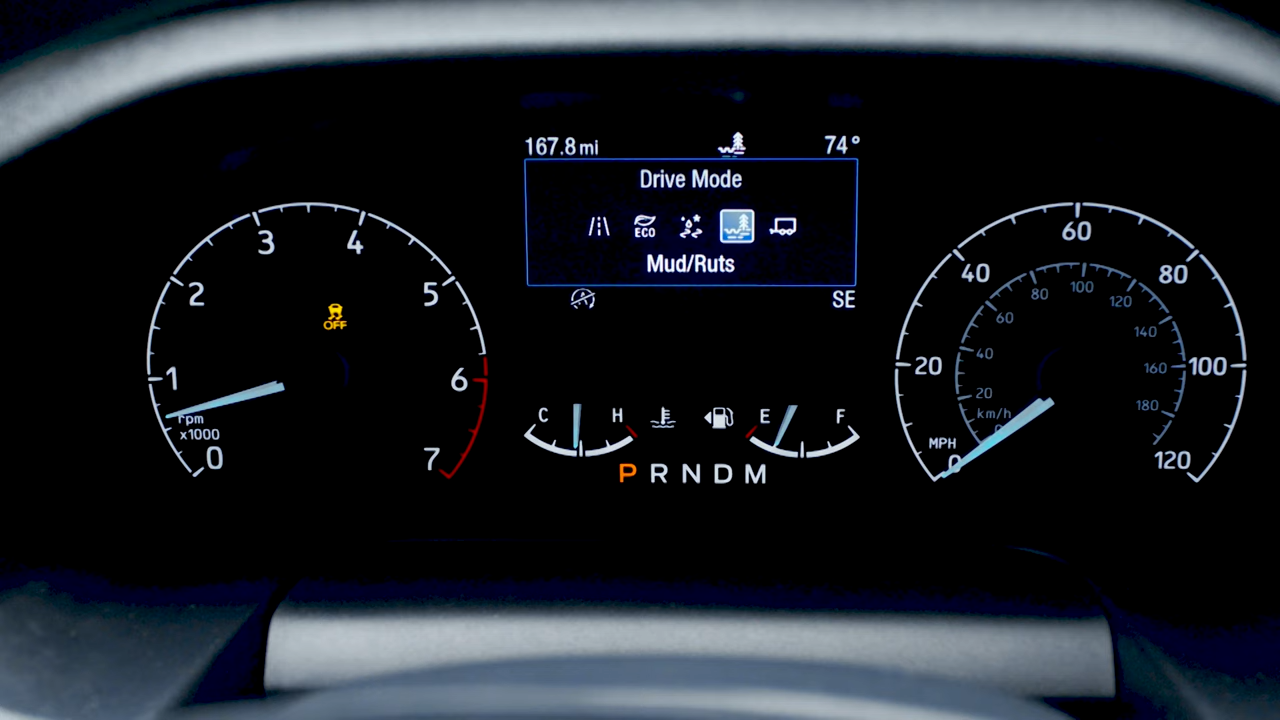 167.8 mi 74°
Drive Mode
ECO
Mud/Ruts
SE
0 1 2 3 4 5 6 7
rpm
x1000
OFF
C H E F
P R N D M
0 20 40 60 80 100 120
MPH
0 20 40 60 80 100 120 140 160 180
km/h